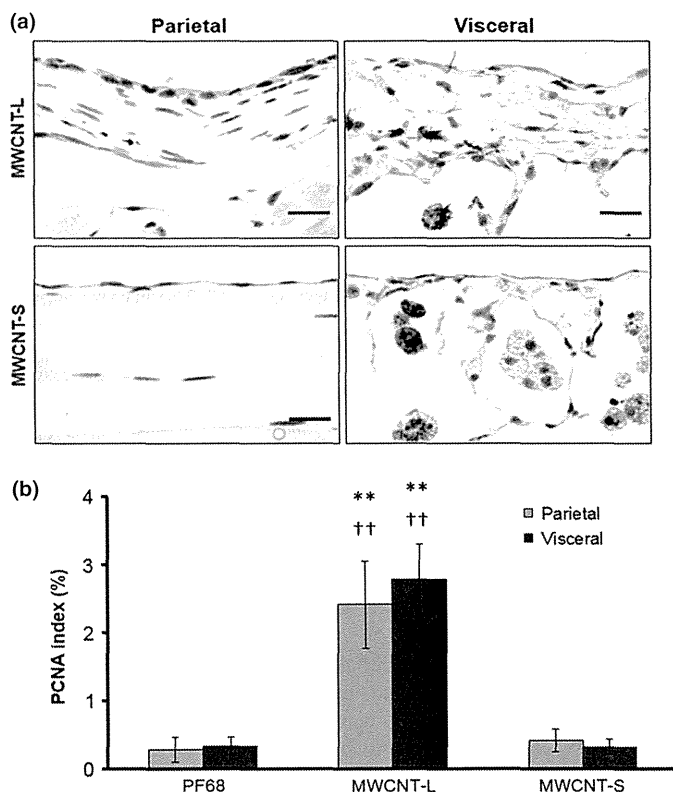 (a)
Parietal
Visceral
MWCNT-L
MWCNT-S
(b)
PCNA index (%)
4
3
2
1
0
** **
†† ††
Parietal
Visceral
PF68 MWCNT-L MWCNT-S